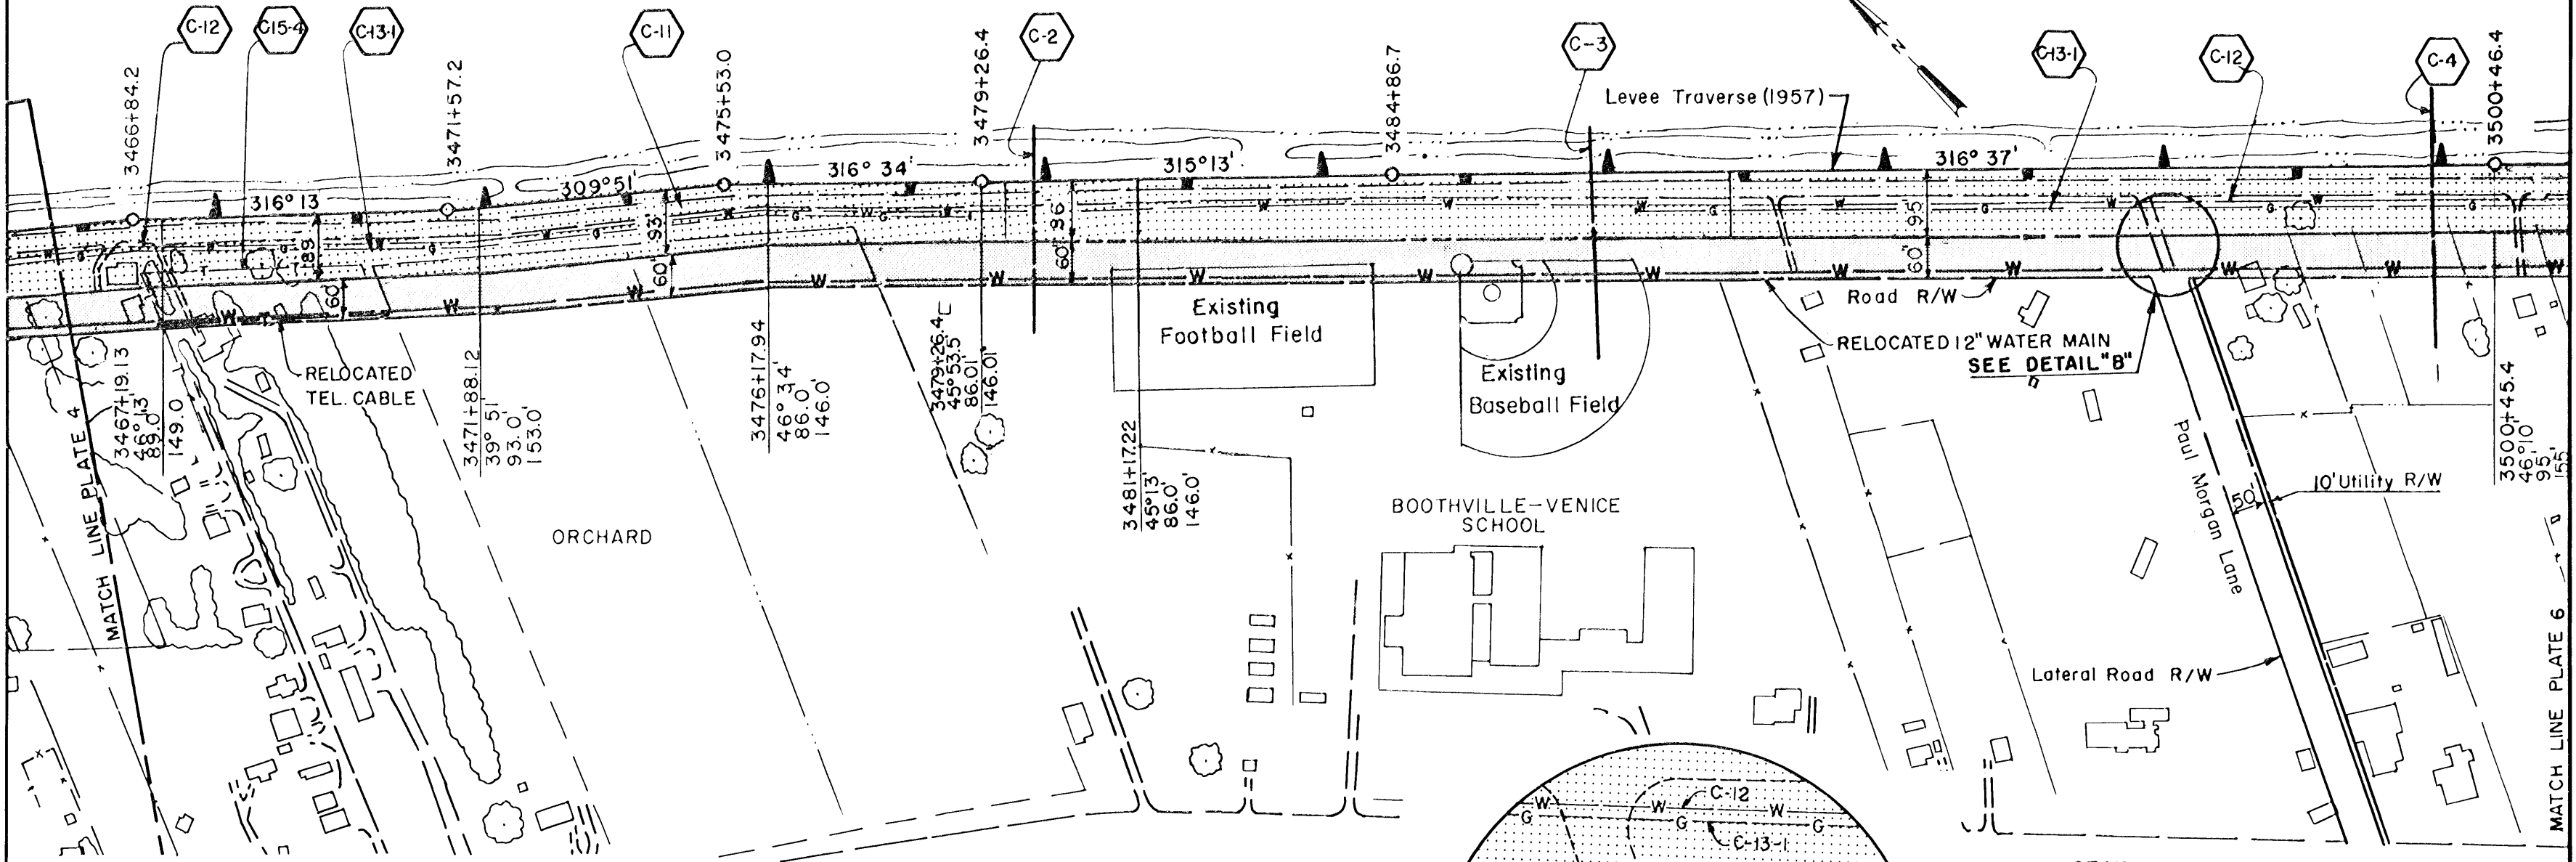 C-12
C15-4
C-13-1
C-11
C-2
C-3
C-13-1
C-12
C-4
N
3466+84.2
3471+57.2
3475+53.0
3479+26.4
3484+86.7
3500+46.4
Levee Traverse (1957)
316° 13
309° 51'
316° 34'
315° 13'
316° 37'
89'
60'
93'
60'
86'
60'
95'
60'
W
G
T
Road R/W
RELOCATED 12" WATER MAIN
SEE DETAIL "B"
RELOCATED
TEL. CABLE
Existing
Football Field
Existing
Baseball Field
3467+19.13
46° 13'
89.0'
149.0
3471+88.12
39° 51'
93.0'
153.0'
3476+17.94
46° 34'
86.0'
146.0'
3479+26.4
45° 53.5'
86.01'
146.01'
3481+17.22
45° 13'
86.0'
146.0'
3500+45.4
46° 10'
95'
155'
MATCH LINE PLATE 4
ORCHARD
BOOTHVILLE-VENICE
SCHOOL
Paul Morgan Lane
50'
10' Utility R/W
Lateral Road R/W
MATCH LINE PLATE 6
W W C-12 W
G G G
C-13-1